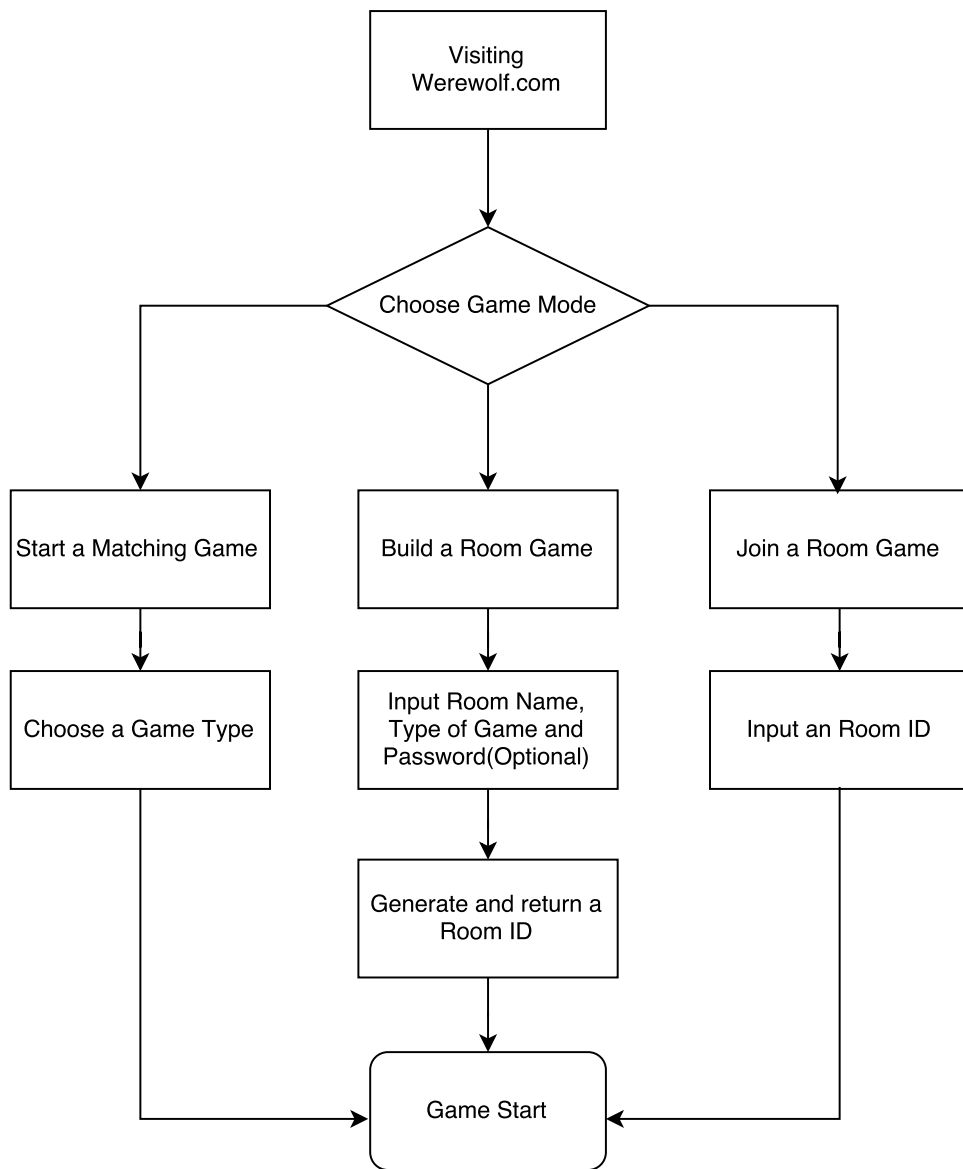 Visiting
Werewolf.com
Choose Game Mode
Start a Matching Game
Build a Room Game
Join a Room Game
Choose a Game Type
Input Room Name,
Type of Game and
Password(Optional)
Input an Room ID
Generate and return a
Room ID
Game Start